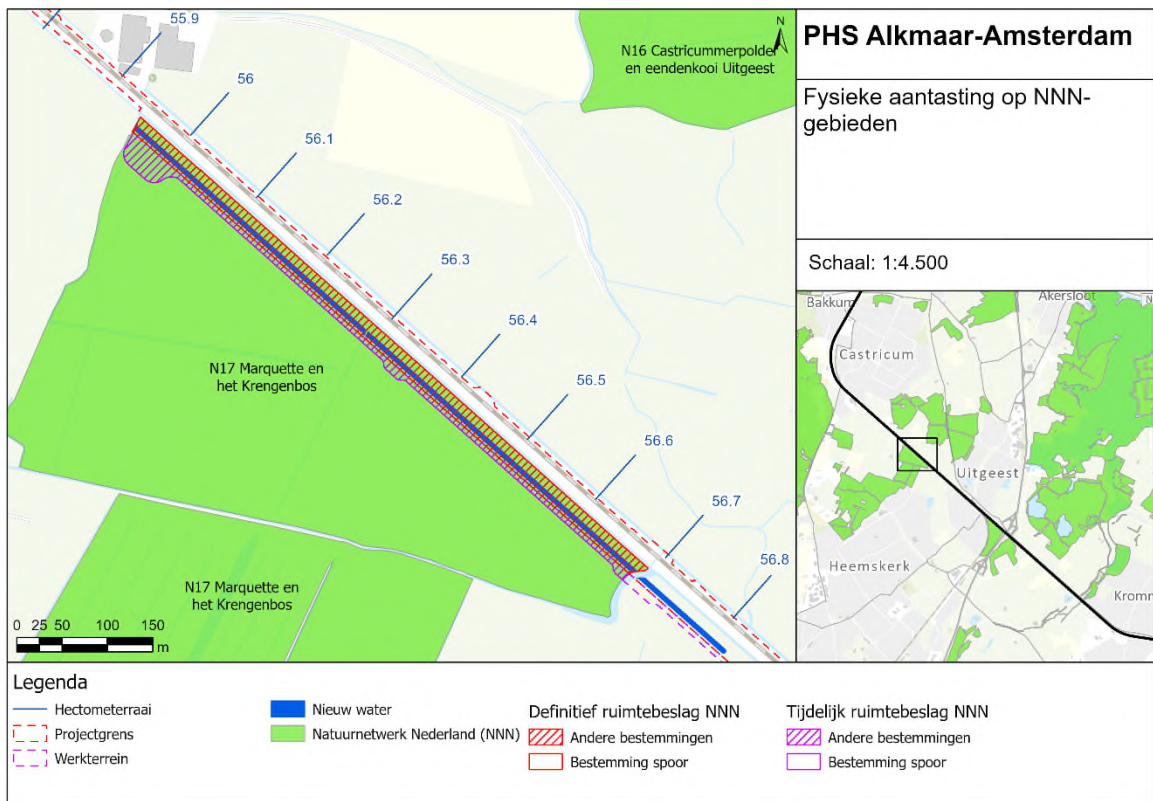 55.9
56
56.1
56.2
56.3
56.4
56.5
56.6
56.7
56.8
N16 Castricummerpolder
en eendenkooi Uitgeest
N
N17 Marquette en
het Krengenbos
N17 Marquette en
het Krengenbos
0 25 50 100 150
m
PHS Alkmaar-Amsterdam
Fysieke aantasting op NNN-
gebieden
Schaal: 1:4.500
Bakkum
Akersloot
N
Castricum
Uitgeest
Heemskerk
Kromm
Legenda
Hectometerraai
Projectgrens
Werkterrein
Nieuw water
Natuurnetwerk Nederland (NNN)
Definitief ruimtebeslag NNN
Andere bestemmingen
Bestemming spoor
Tijdelijk ruimtebeslag NNN
Andere bestemmingen
Bestemming spoor